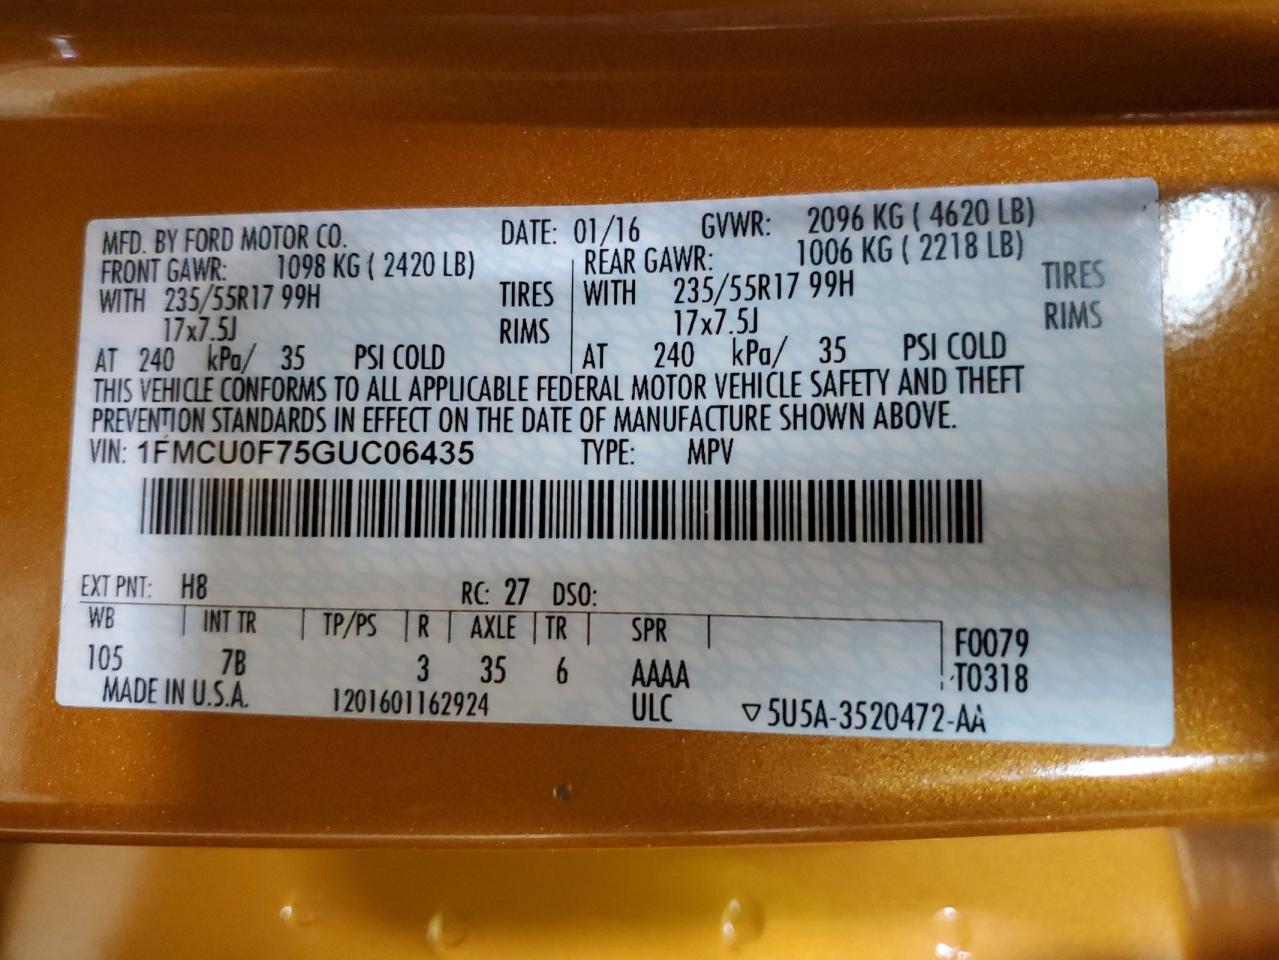 MFD. BY FORD MOTOR CO. DATE: 01/16 GVWR: 2096 KG ( 4620 LB)
FRONT GAWR: 1098 KG ( 2420 LB) REAR GAWR: 1006 KG ( 2218 LB)
WITH 235/55R17 99H TIRES WITH 235/55R17 99H TIRES
17x7.5J RIMS 17x7.5J RIMS
AT 240 kPa/ 35 PSI COLD AT 240 kPa/ 35 PSI COLD
THIS VEHICLE CONFORMS TO ALL APPLICABLE FEDERAL MOTOR VEHICLE SAFETY AND THEFT
PREVENTION STANDARDS IN EFFECT ON THE DATE OF MANUFACTURE SHOWN ABOVE.
VIN: 1FMCU0F75GUC06435 TYPE: MPV
EXT PNT: H8 RC: 27 DSO:
WB INT TR TP/PS R AXLE TR SPR F0079
105 7B 3 35 6 AAAA T0318
MADE IN U.S.A. 1201601162924 ULC ▽5U5A-3520472-AA